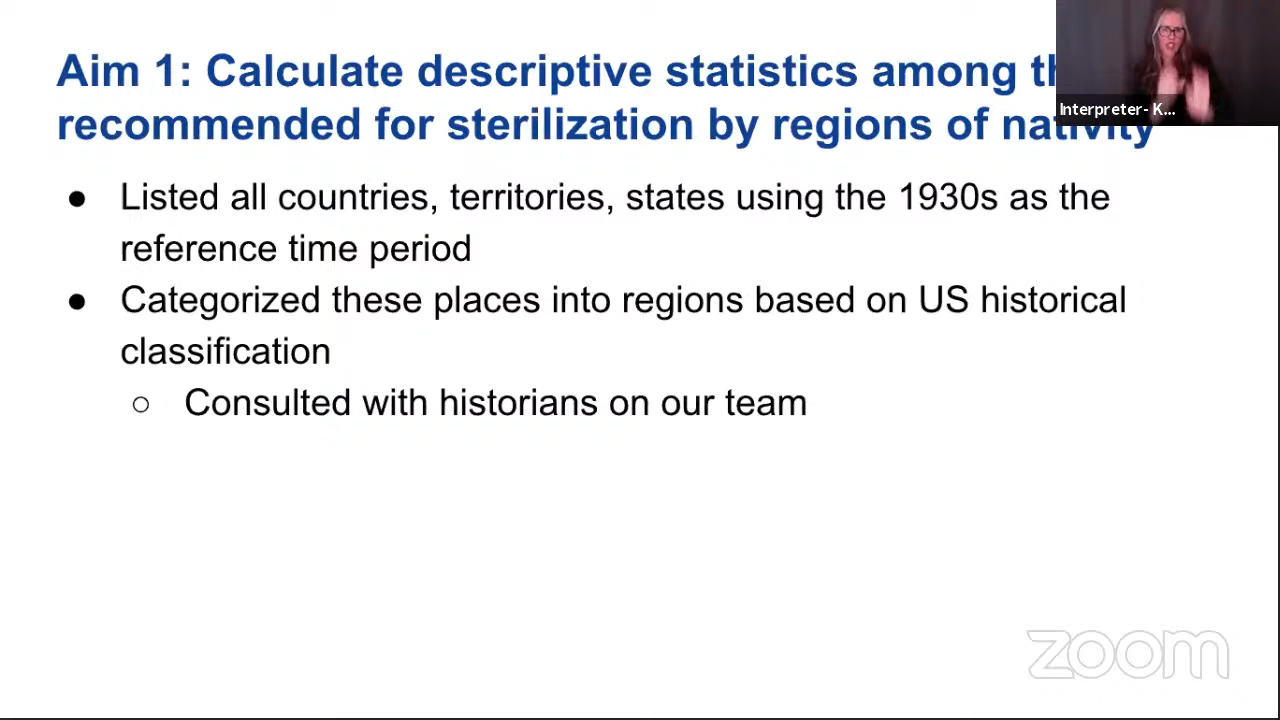 Aim 1: Calculate descriptive statistics among
recommended for sterilization by regions of nativity
Interpreter- K...
● Listed all countries, territories, states using the 1930s as the
reference time period
● Categorized these places into regions based on US historical
classification
○ Consulted with historians on our team
zoom